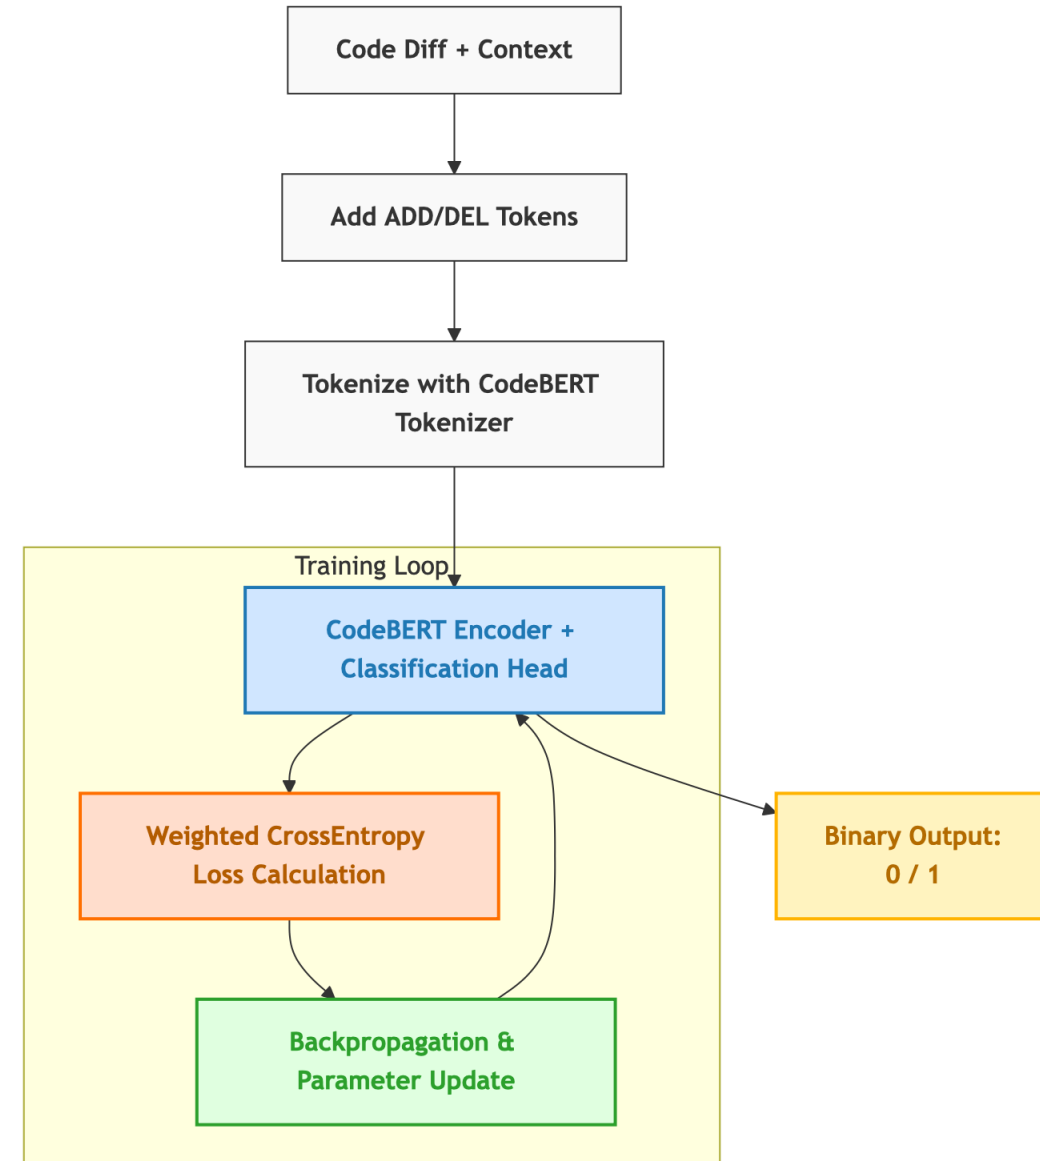 Code Diff + Context
Add ADD/DEL Tokens
Tokenize with CodeBERT
Tokenizer
Training Loop
CodeBERT Encoder +
Classification Head
Weighted CrossEntropy
Loss Calculation
Binary Output:
0 / 1
Backpropagation &
Parameter Update